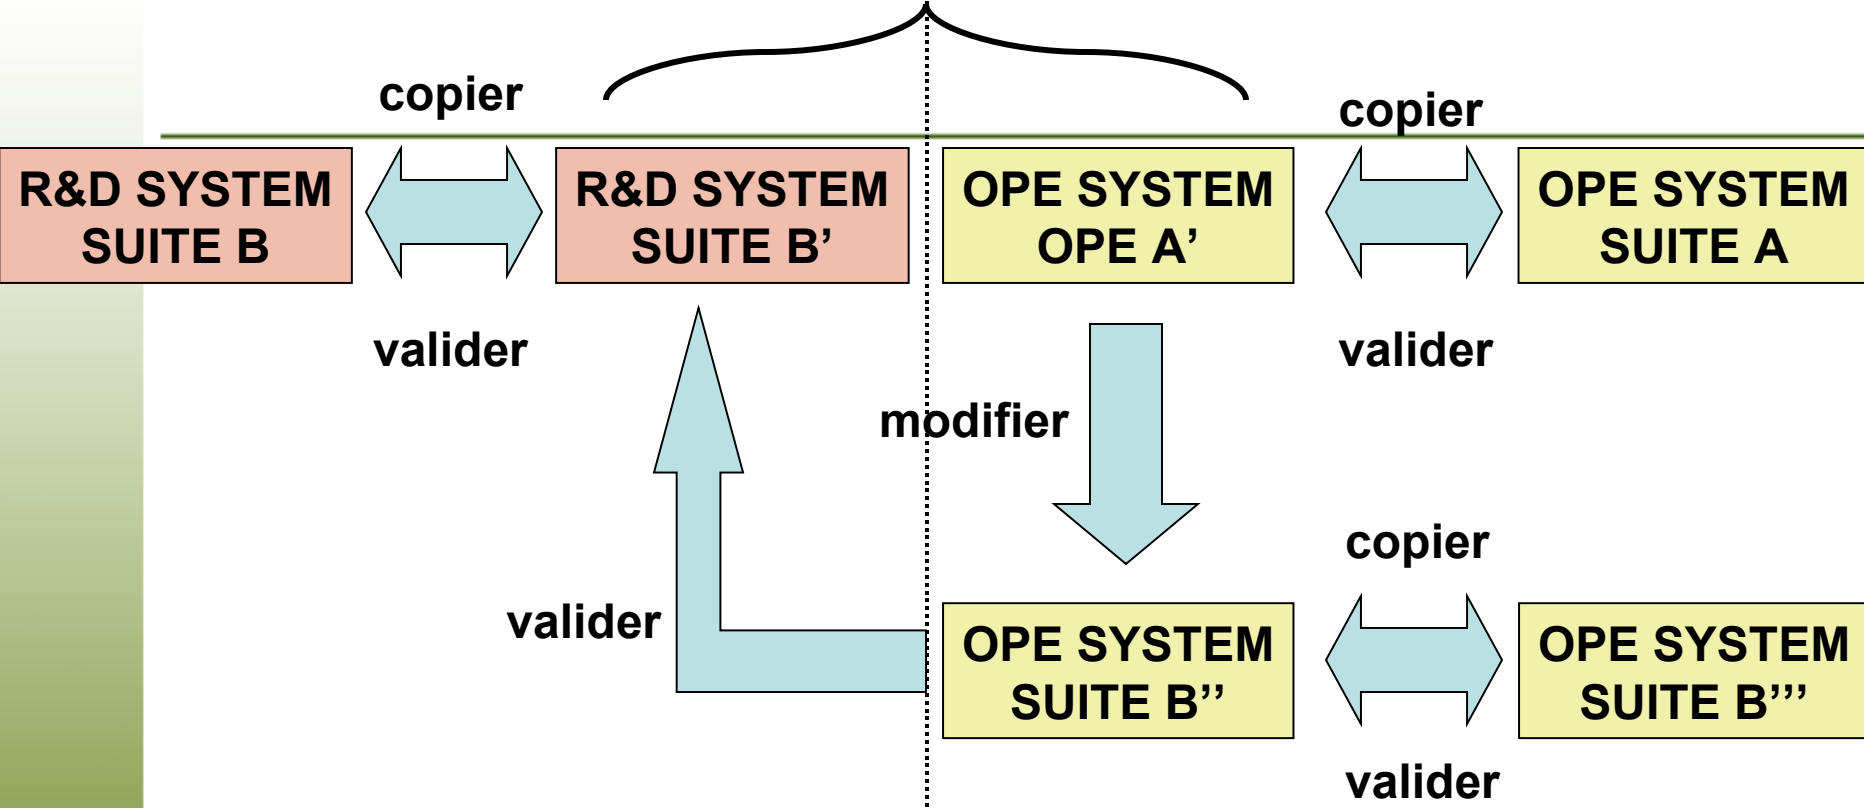 copier
copier
R&D SYSTEM
SUITE B
R&D SYSTEM
SUITE B’
OPE SYSTEM
OPE A'
OPE SYSTEM
SUITE A
valider
valider
modifier
copier
valider
OPE SYSTEM
SUITE B’’
OPE SYSTEM
SUITE B’’’
valider